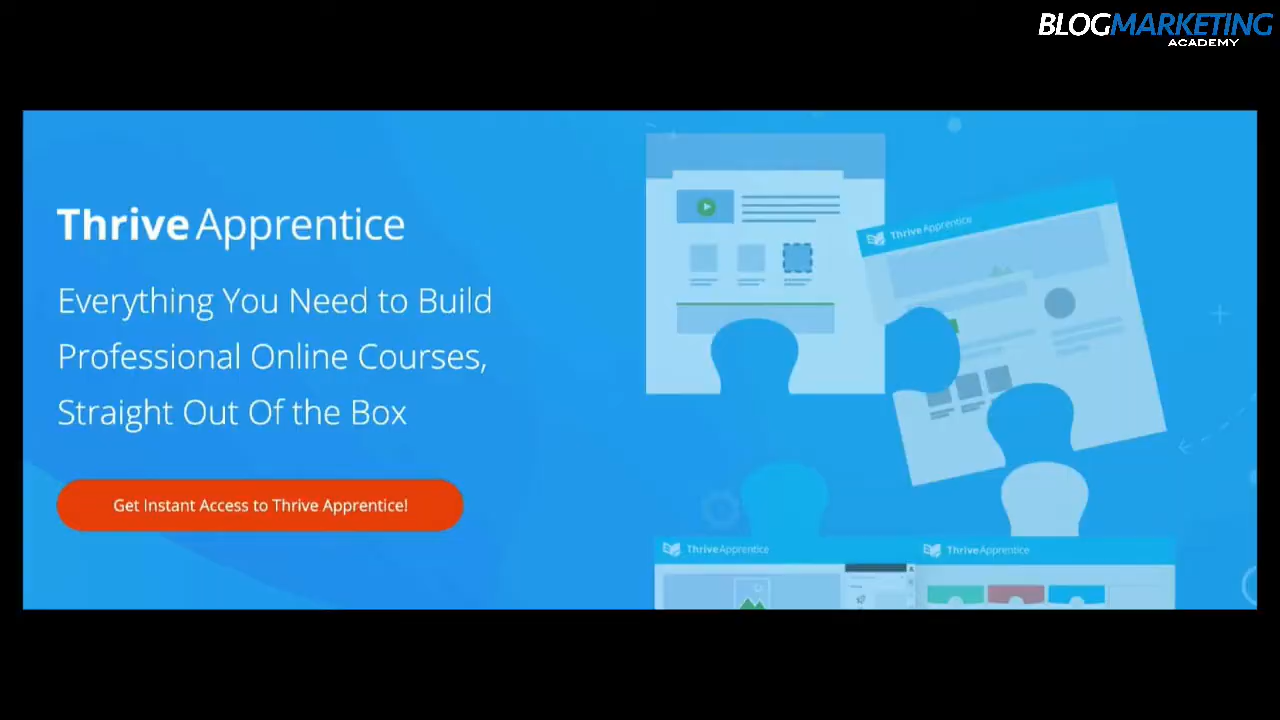 BLOGMARKETING
ACADEMY
Thrive Apprentice
Everything You Need to Build
Professional Online Courses,
Straight Out Of the Box
Get Instant Access to Thrive Apprentice!
Thrive Apprentice
Thrive Apprentice
Thrive Apprentice